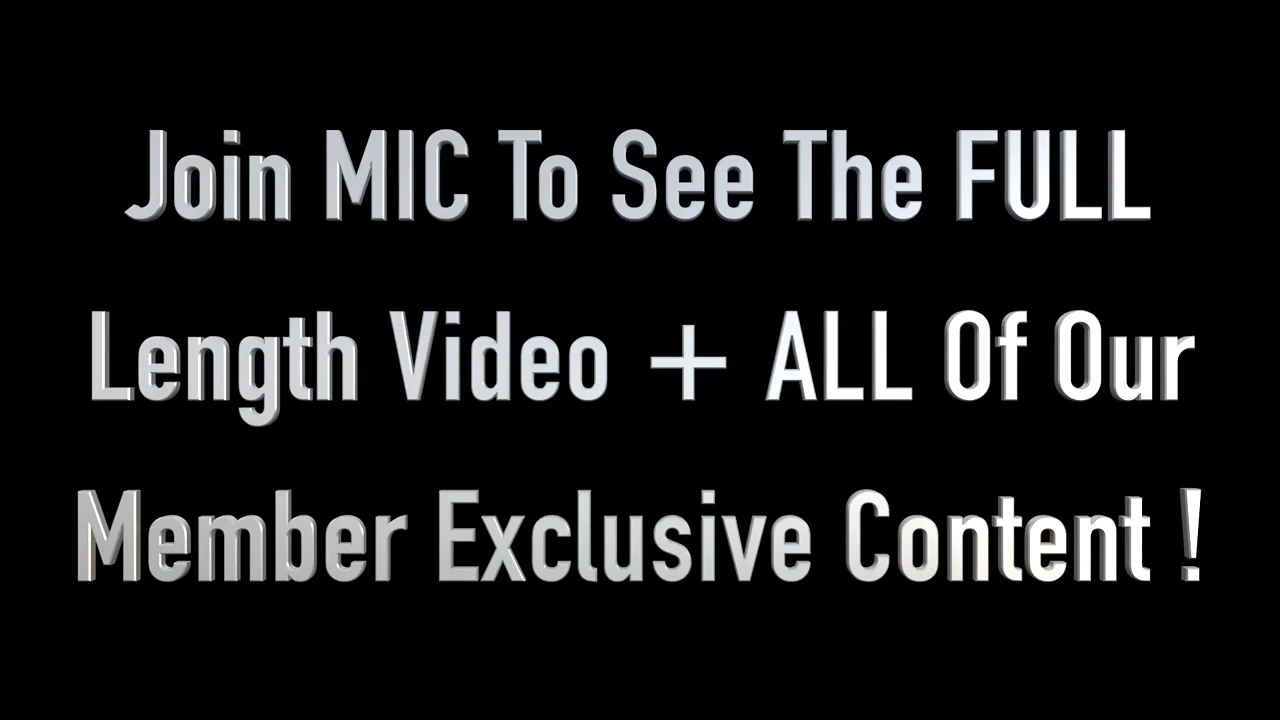 Join MIC To See The FULL
Length Video + ALL Of Our
Member Exclusive Content !